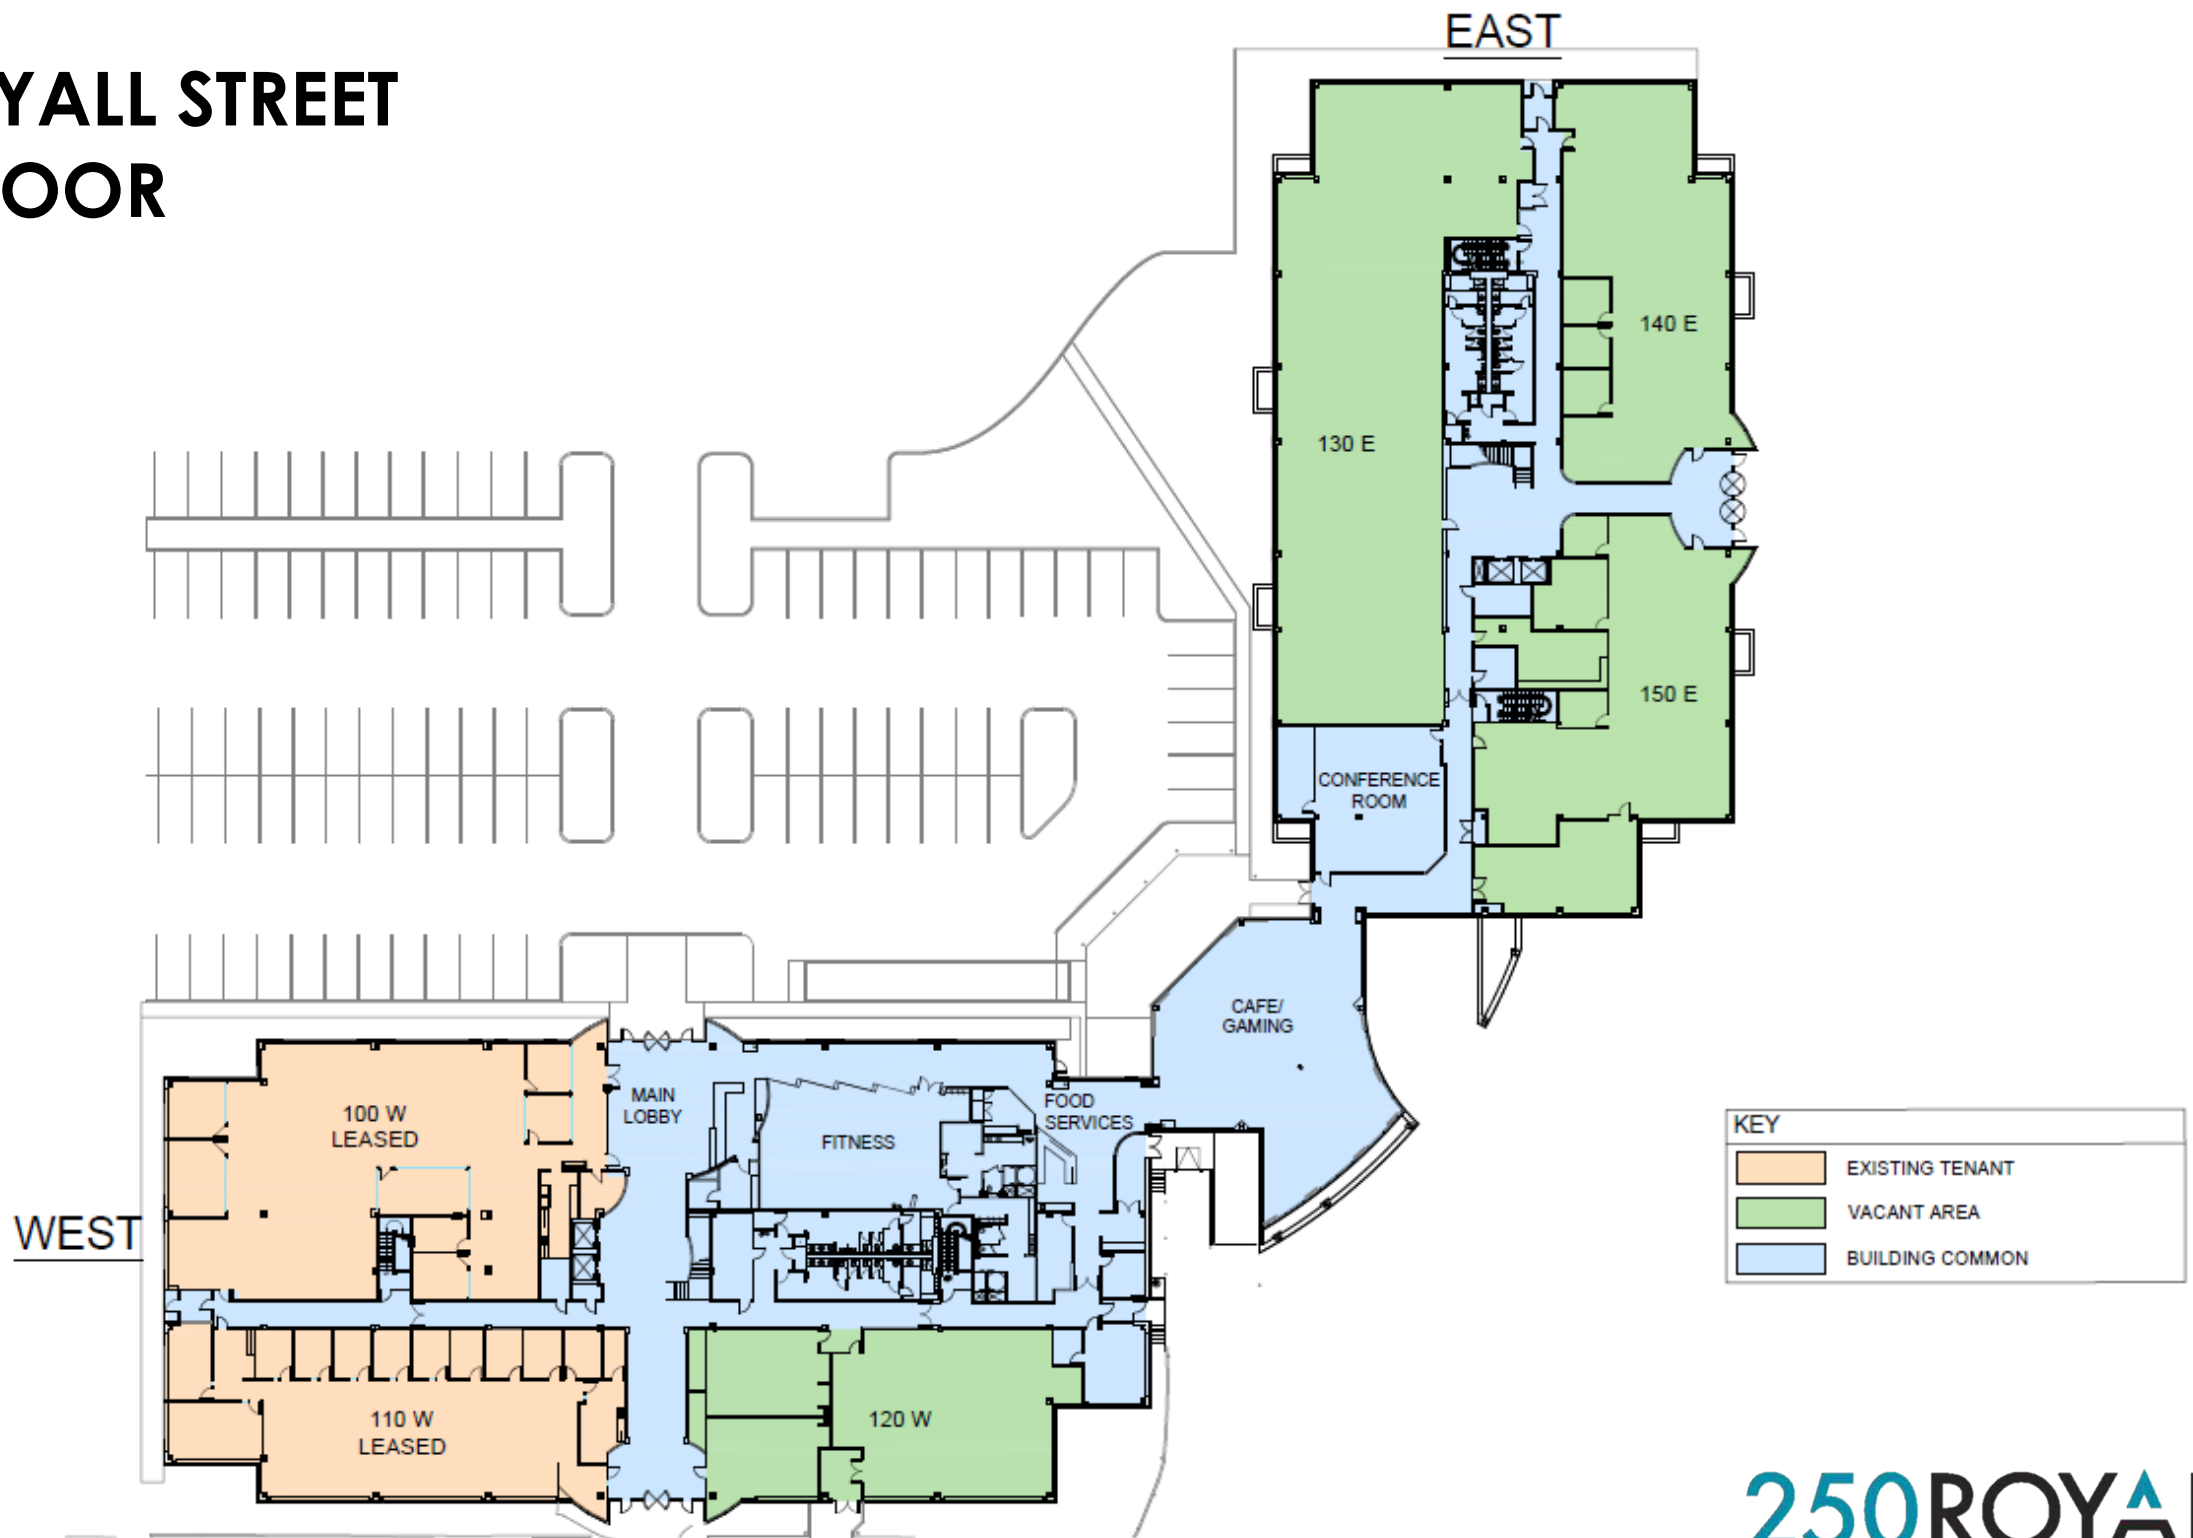 YALL STREET
OOR
EAST
140 E
130 E
150 E
CONFERENCE
ROOM
CAFE/
GAMING
MAIN
LOBBY
100 W
LEASED
FOOD
SERVICES
FITNESS
WEST
110 W
LEASED
120 W
KEY
EXISTING TENANT
VACANT AREA
BUILDING COMMON
250ROYAL